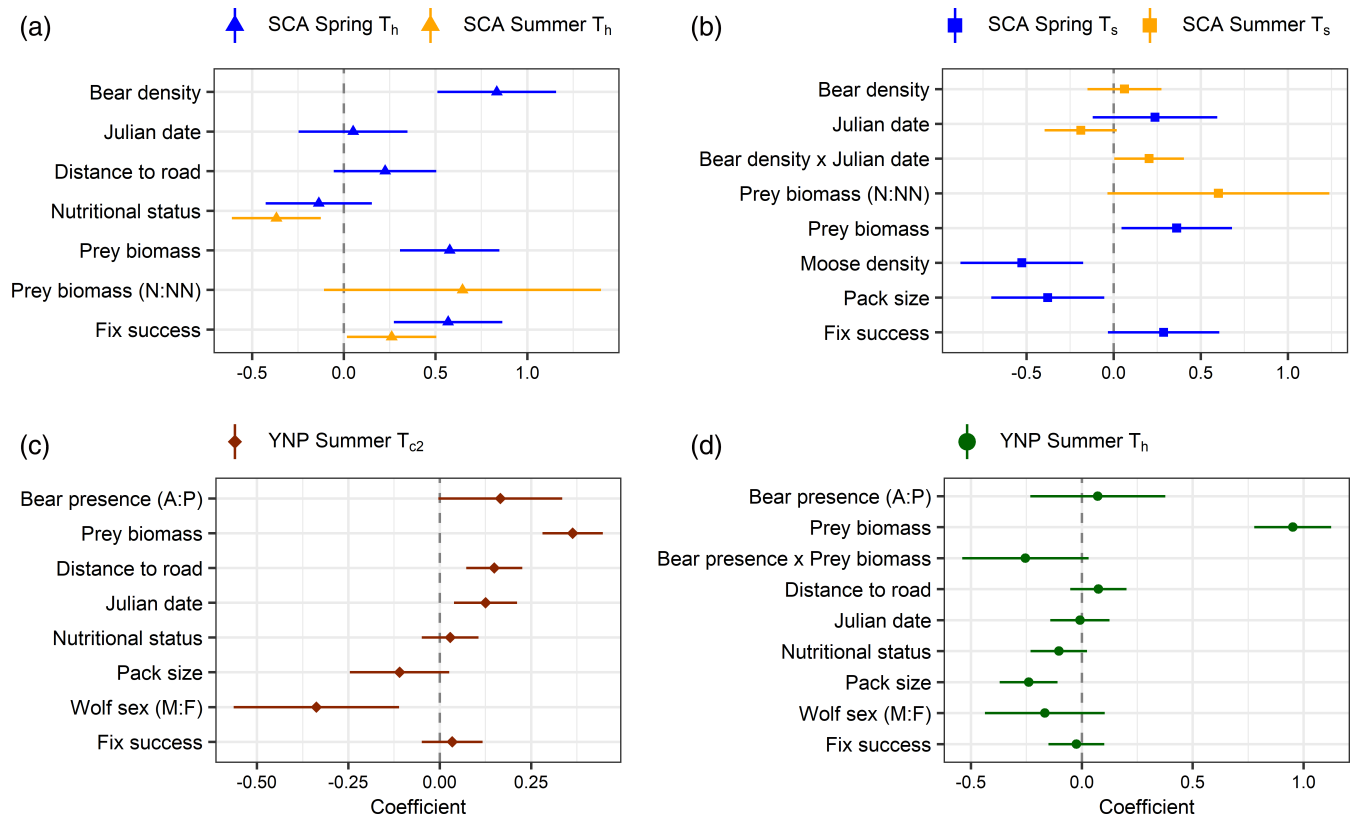 (a) SCA Spring Th SCA Summer Th
Bear density
Julian date
Distance to road
Nutritional status
Prey biomass
Prey biomass (N:NN)
Fix success
-0.5 0.0 0.5 1.0
(b) SCA Spring Ts SCA Summer Ts
Bear density
Julian date
Bear density x Julian date
Prey biomass (N:NN)
Prey biomass
Moose density
Pack size
Fix success
-0.5 0.0 0.5 1.0
(c) YNP Summer Tc2
Bear presence (A:P)
Prey biomass
Distance to road
Julian date
Nutritional status
Pack size
Wolf sex (M:F)
Fix success
-0.50 -0.25 0.00 0.25
Coefficient
(d) YNP Summer Th
Bear presence (A:P)
Prey biomass
Bear presence x Prey biomass
Distance to road
Julian date
Nutritional status
Pack size
Wolf sex (M:F)
Fix success
-0.5 0.0 0.5 1.0
Coefficient